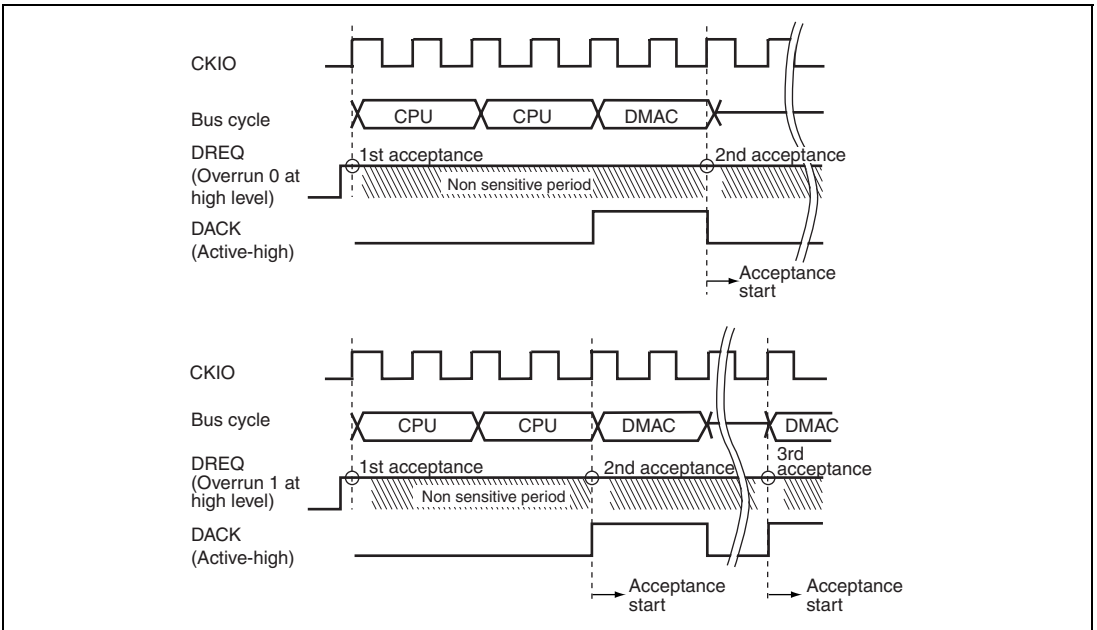 CKIO
Bus cycle
CPU
CPU
DMAC
DREQ
(Overrun 0 at
high level)
1st acceptance
2nd acceptance
Non sensitive period
DACK
(Active-high)
Acceptance
start
CKIO
Bus cycle
CPU
CPU
DMAC
DMAC
DREQ
(Overrun 1 at
high level)
1st acceptance
2nd acceptance
3rd
acceptance
Non sensitive period
DACK
(Active-high)
Acceptance
start
Acceptance
start